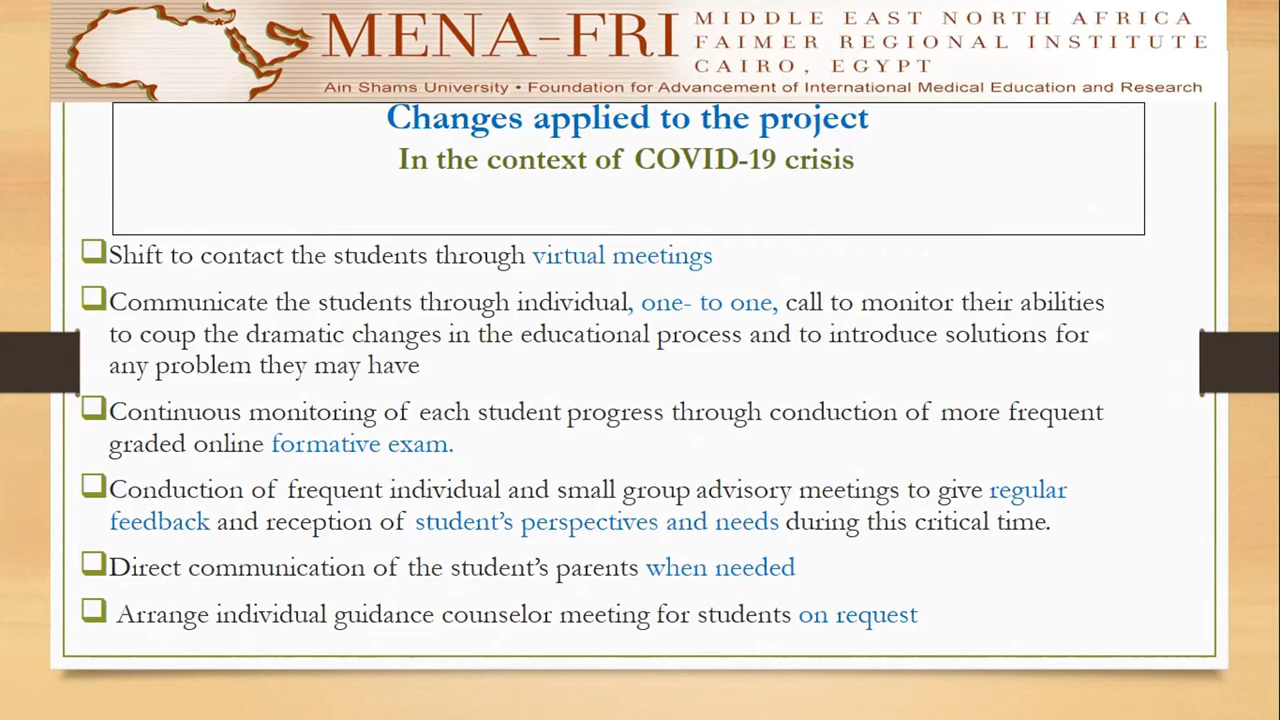 MENA-FRI
MIDDLE EAST NORTH AFRICA
FAIMER REGIONAL INSTITUTE
CAIRO, EGYPT
Ain Shams University • Foundation for Advancement of International Medical Education and Research
Changes applied to the project
In the context of COVID-19 crisis
Shift to contact the students through virtual meetings
Communicate the students through individual, one- to one, call to monitor their abilities
to coup the dramatic changes in the educational process and to introduce solutions for
any problem they may have
Continuous monitoring of each student progress through conduction of more frequent
graded online formative exam.
Conduction of frequent individual and small group advisory meetings to give regular
feedback and reception of student’s perspectives and needs during this critical time.
Direct communication of the student’s parents when needed
Arrange individual guidance counselor meeting for students on request